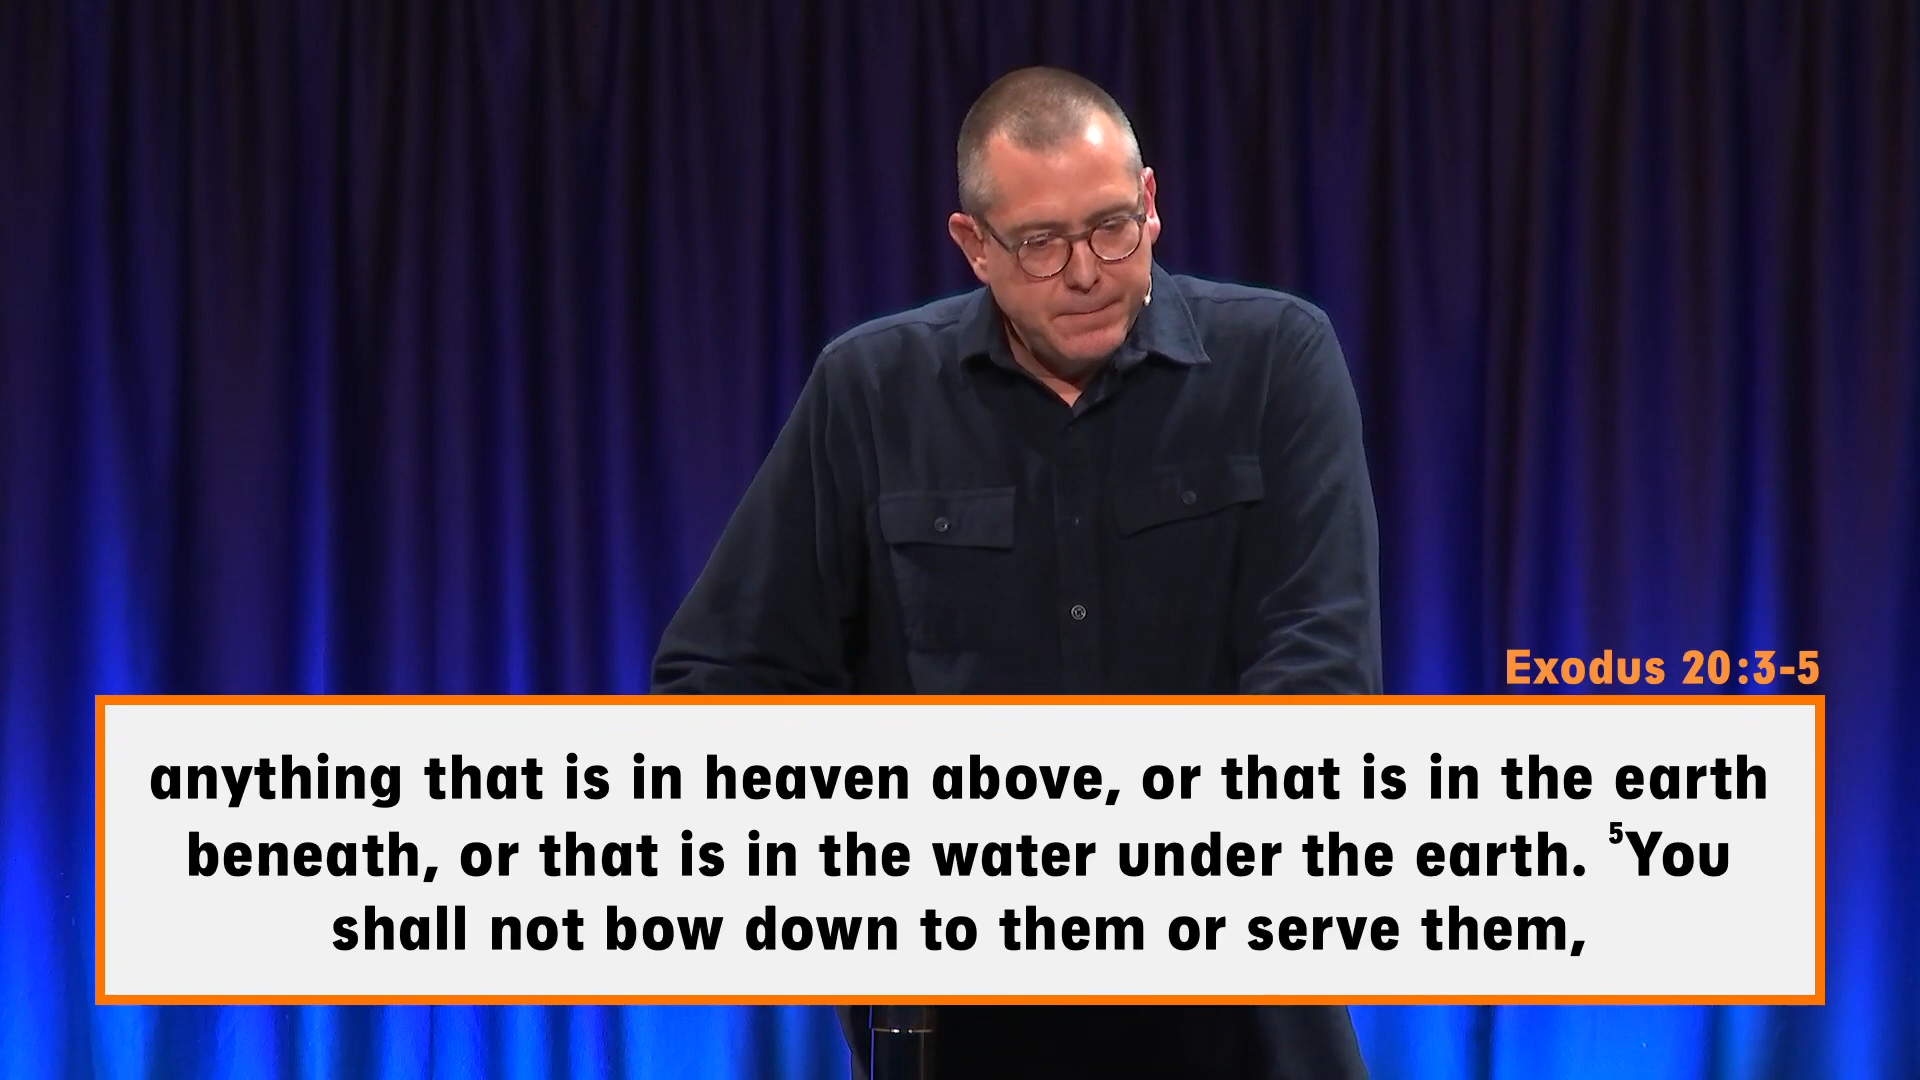 Exodus 20:3-5
anything that is in heaven above, or that is in the earth
beneath, or that is in the water under the earth. ⁵You
shall not bow down to them or serve them,